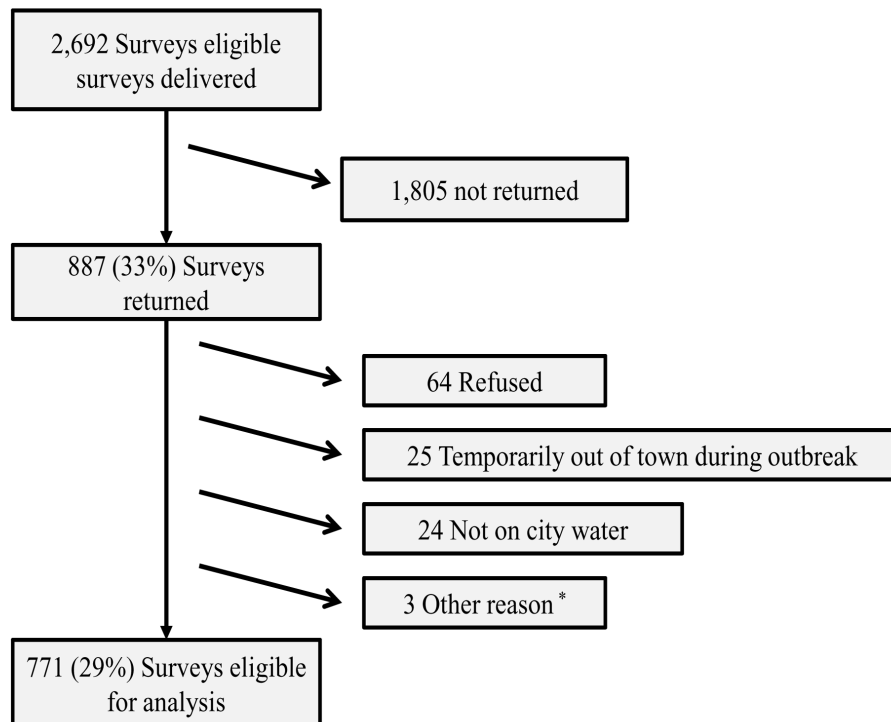 2,692 Surveys eligible
surveys delivered
1,805 not returned
887 (33%) Surveys
returned
64 Refused
25 Temporarily out of town during outbreak
24 Not on city water
3 Other reason *
771 (29%) Surveys eligible
for analysis